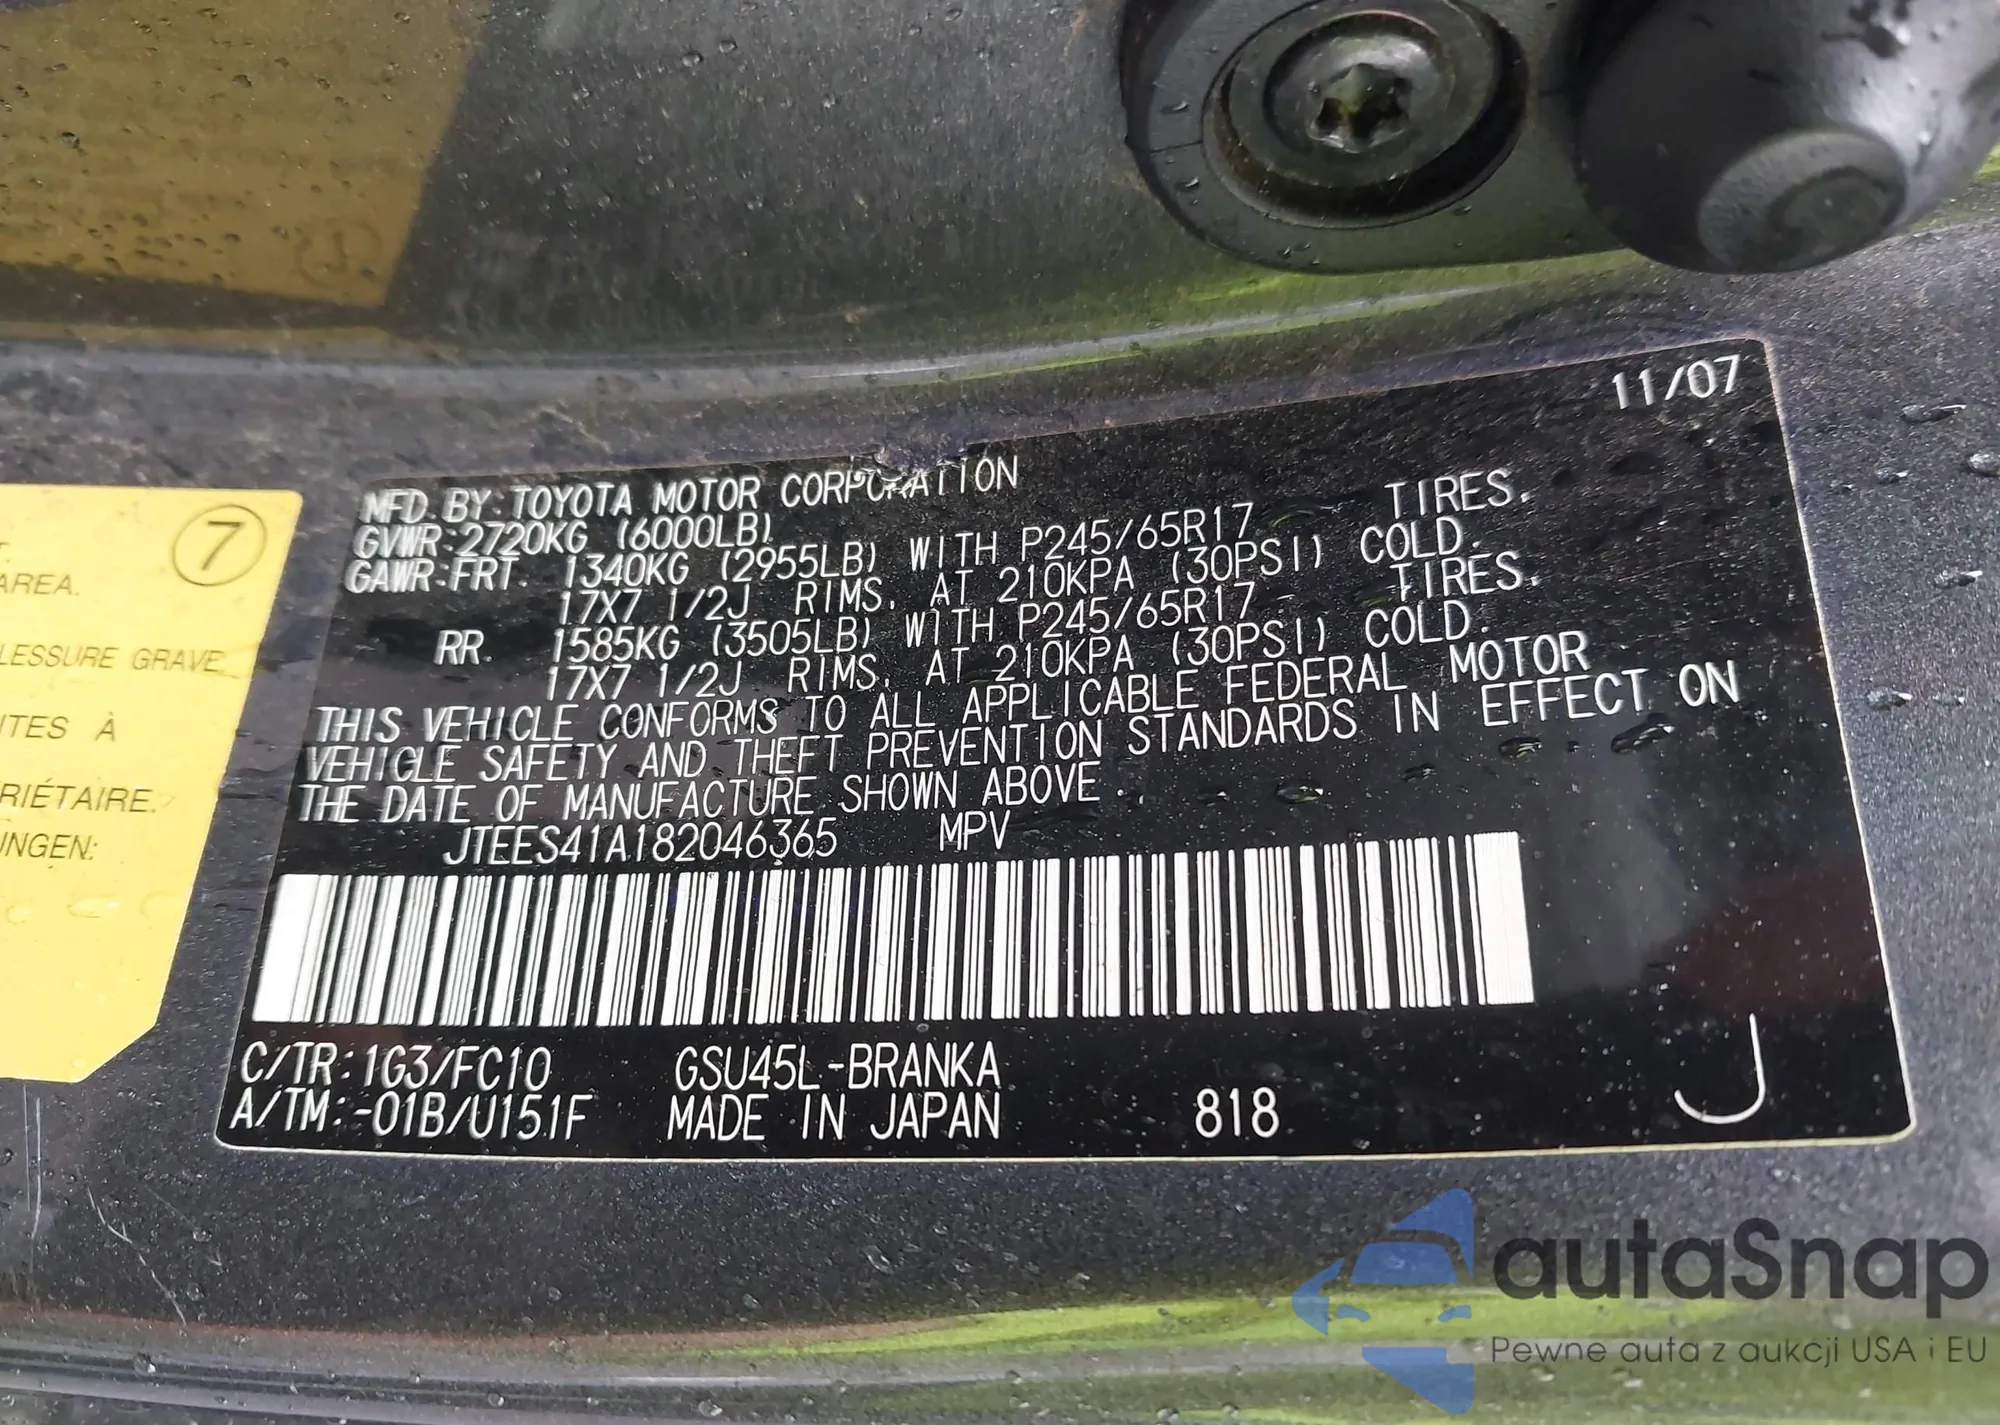 11/07
MFD. BY: TOYOTA MOTOR CORPORATION
GVWR: 2720KG (6000LB)
GAWR: FRT. 1340KG (2955LB) WITH P245/65R17 TIRES.
17X7 1/2J RIMS, AT 210KPA (30PSI) COLD.
RR. 1585KG (3505LB) WITH P245/65R17 TIRES.
17X7 1/2J RIMS, AT 210KPA (30PSI) COLD.
THIS VEHICLE CONFORMS TO ALL APPLICABLE FEDERAL MOTOR
VEHICLE SAFETY AND THEFT PREVENTION STANDARDS IN EFFECT ON
THE DATE OF MANUFACTURE SHOWN ABOVE.
JTEES41A182046365 MPV
C/TR: 1G3/FC10 GSU45L-BRANKA
A/TM: -01B/U151F MADE IN JAPAN 818 J
7
AREA.
LESSURE GRAVE
ITES À
RIÉTAIRE.
UNGEN:
autaSnap
Pewne auta z aukcji USA i EU